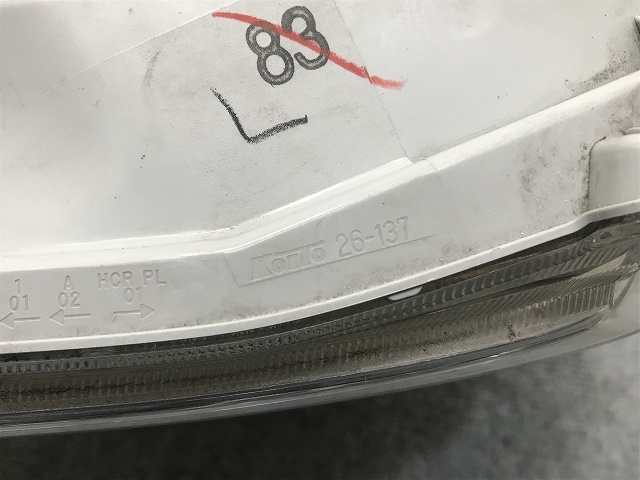 83
L
KOITO 26-137
1 A HCR PL
01 02 01